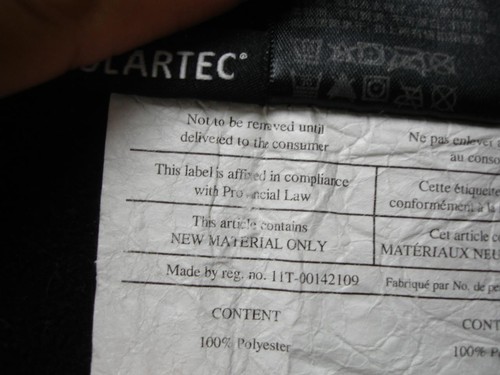 Not to be removed until
delivered to the consumer
Ne pas enlever
au conso
This label is affixed in compliance
with Provincial Law
Cette étiquette
conformément à la
This article contains
NEW MATERIAL ONLY
Cet article c
MATÉRIAUX NEU
Made by reg. no. 11T-00142109
Fabriqué par No. de pe
CONTENT
100% Polyester
CONT
100% P